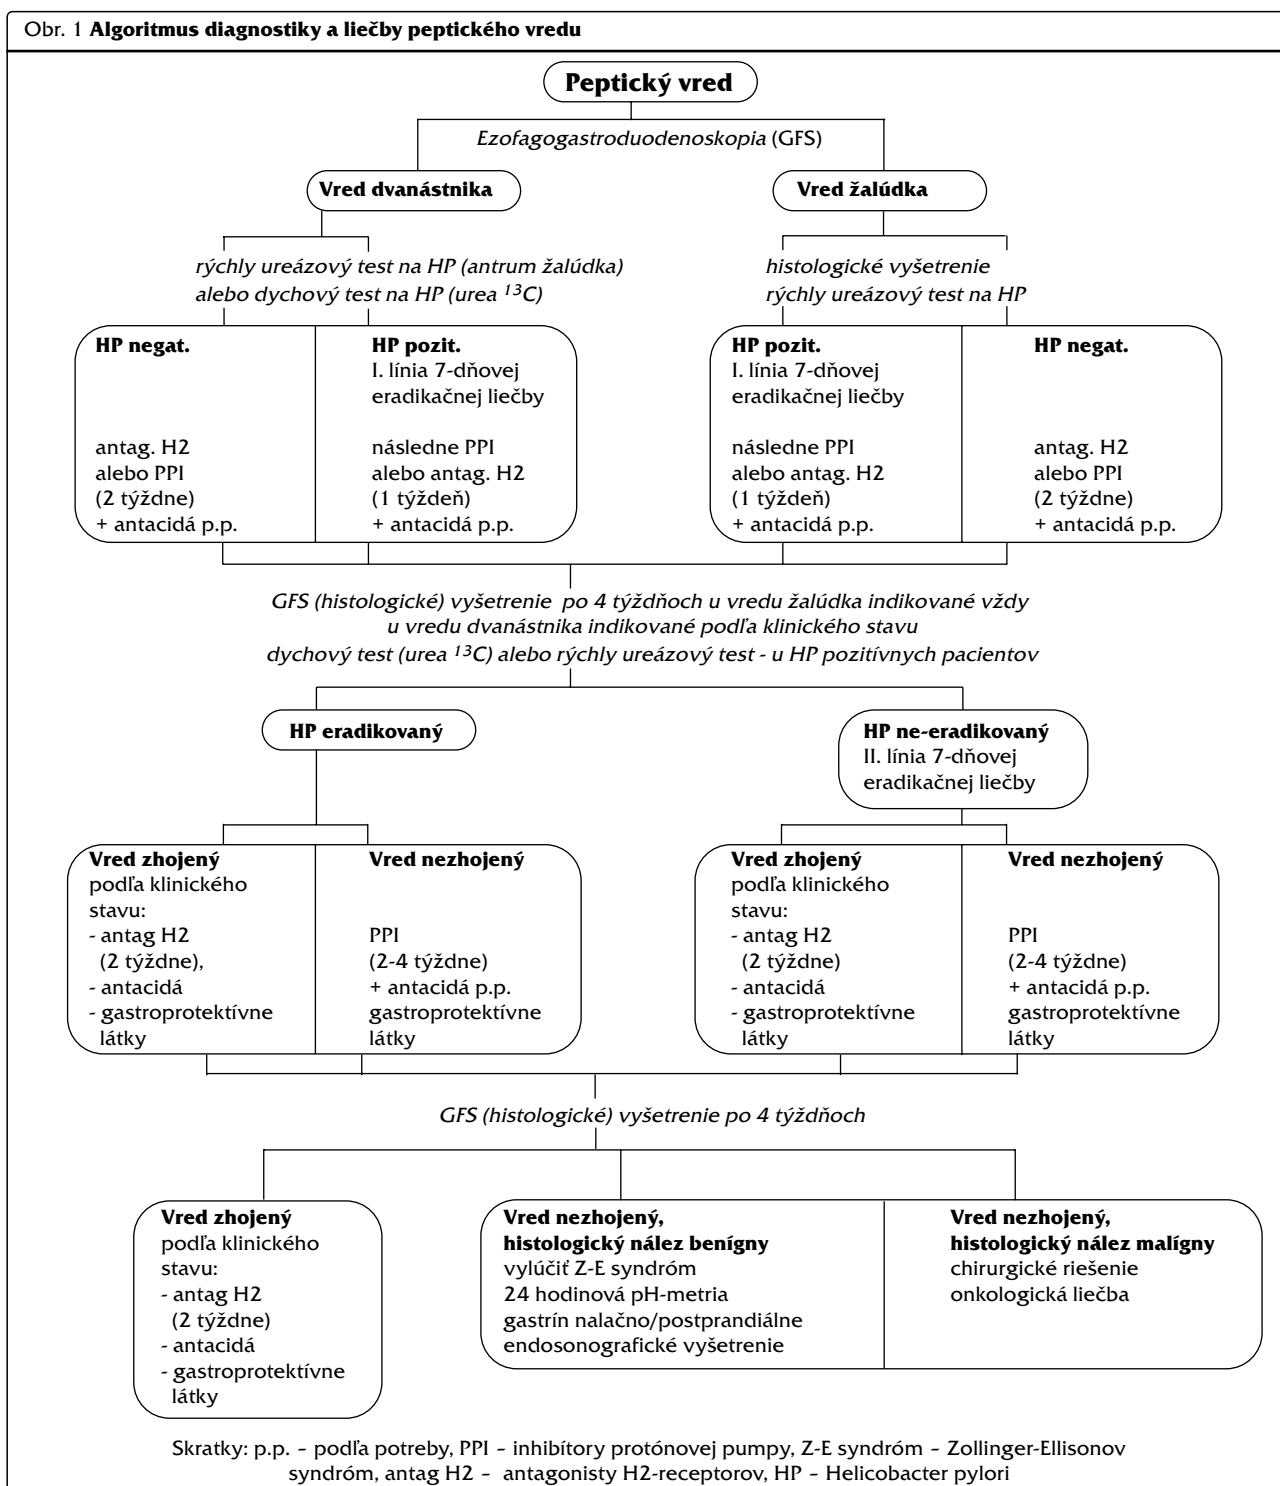 Obr. 1 Algoritmus diagnostiky a liečby peptického vredu
Peptický vred
Ezofagogastroduodenoskopia (GFS)
Vred dvanástnika
Vred žalúdka
rýchly ureázový test na HP (antrum žalúdka)
alebo dychový test na HP (urea ¹³C)
histologické vyšetrenie
rýchly ureázový test na HP
HP negat.
antag. H2
alebo PPI
(2 týždne)
+ antacidá p.p.
HP pozit.
I. línia 7-dňovej
eradikačnej liečby
následne PPI
alebo antag. H2
(1 týždeň)
+ antacidá p.p.
HP pozit.
I. línia 7-dňovej
eradikačnej liečby
následne PPI
alebo antag. H2
(1 týždeň)
+ antacidá p.p.
HP negat.
antag. H2
alebo PPI
(2 týždne)
+ antacidá p.p.
GFS (histologické) vyšetrenie po 4 týždňoch u vredu žalúdka indikované vždy
u vredu dvanástnika indikované podľa klinického stavu
dychový test (urea ¹³C) alebo rýchly ureázový test - u HP pozitívnych pacientov
HP eradikovaný
HP ne-eradikovaný
II. línia 7-dňovej
eradikačnej liečby
Vred zhojený
podľa klinického
stavu:
- antag H2
(2 týždne),
- antacidá
- gastroprotektívne
látky
Vred nezhojený
PPI
(2-4 týždne)
+ antacidá p.p.
gastroprotektívne
látky
Vred zhojený
podľa klinického
stavu:
- antag H2
(2 týždne)
- antacidá
- gastroprotektívne
látky
Vred nezhojený
PPI
(2-4 týždne)
+ antacidá p.p.
gastroprotektívne
látky
GFS (histologické) vyšetrenie po 4 týždňoch
Vred zhojený
podľa klinického
stavu:
- antag H2
(2 týždne)
- antacidá
- gastroprotektívne
látky
Vred nezhojený,
histologický nález benígny
vylúčiť Z-E syndróm
24 hodinová pH-metria
gastrín nalačno/postprandiálne
endosonografické vyšetrenie
Vred nezhojený,
histologický nález malígny
chirurgické riešenie
onkologická liečba
Skratky: p.p. – podľa potreby, PPI – inhibítory protónovej pumpy, Z-E syndróm – Zollinger-Ellisonov
syndróm, antag H2 – antagonisty H2-receptorov, HP – Helicobacter pylori